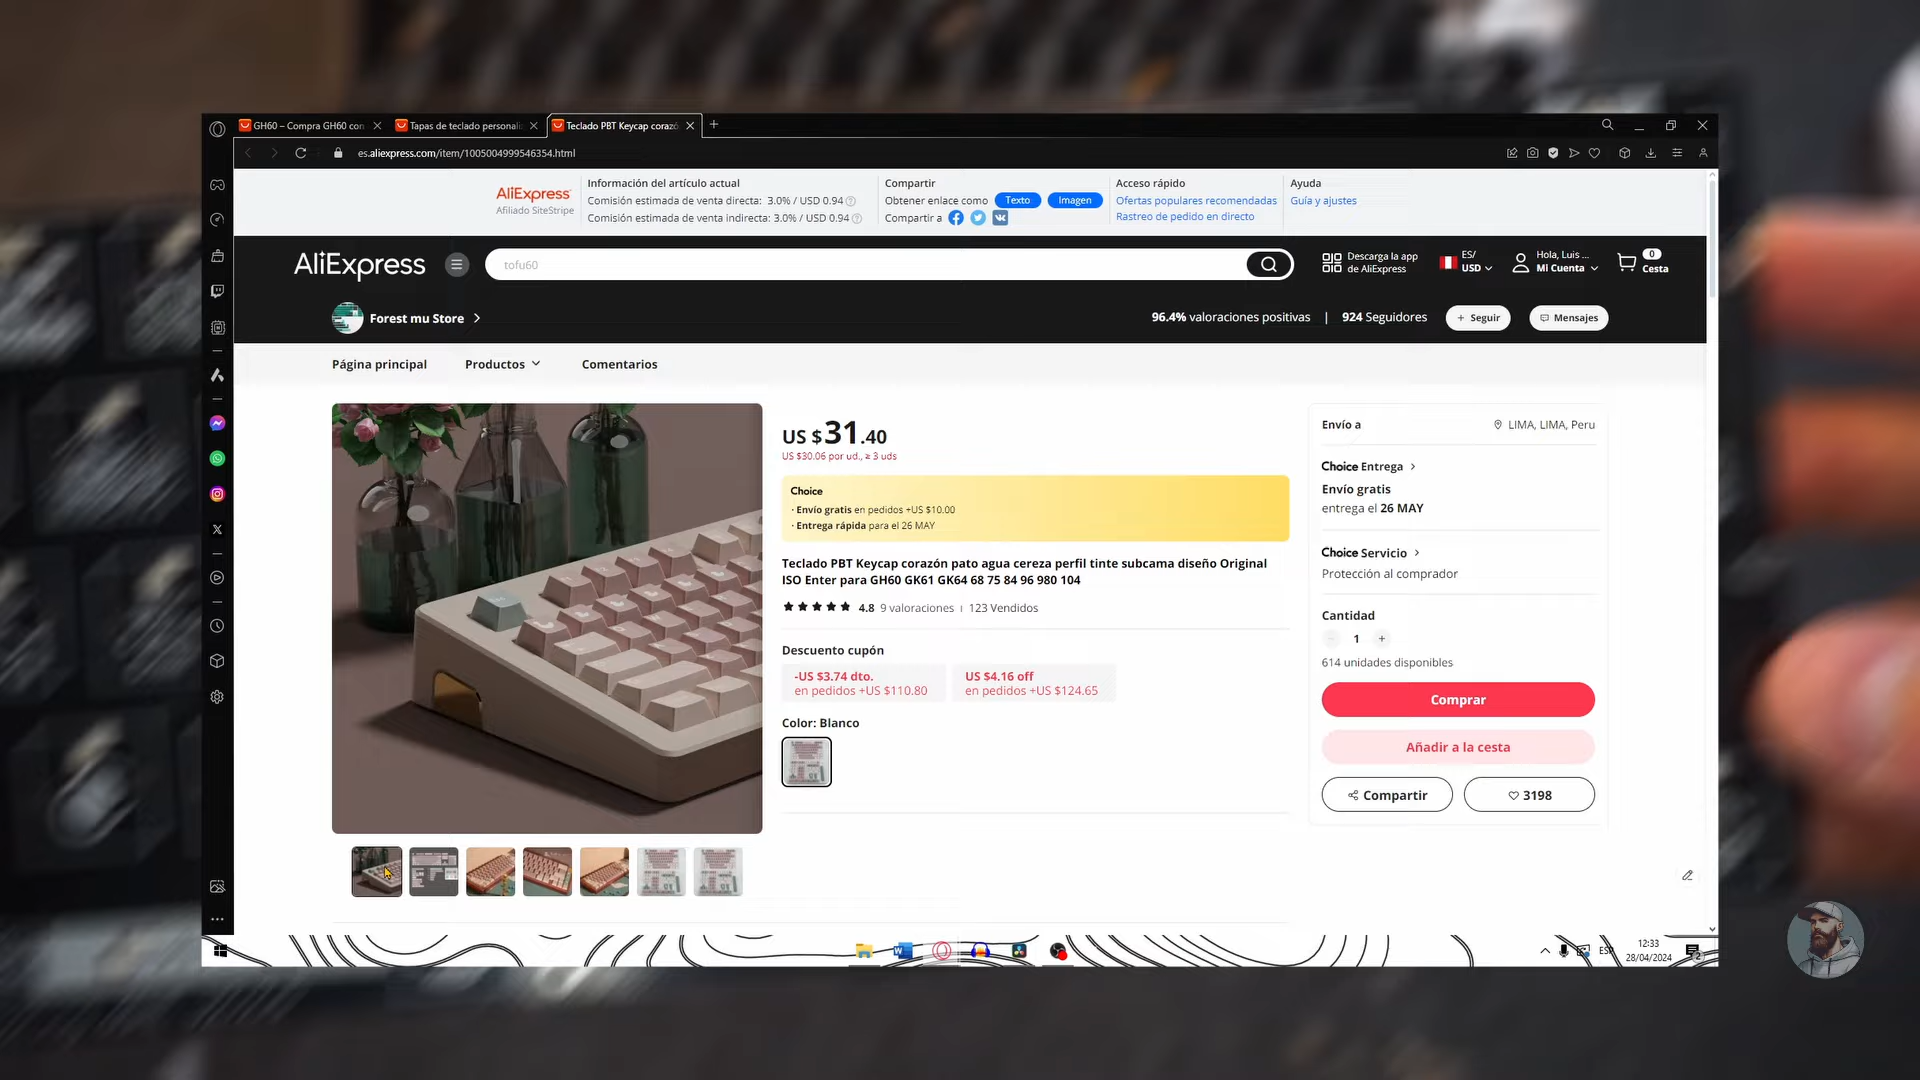 GH60 – Compra GH60 con
Tapas de teclado personali
Teclado PBT Keycap corazó
es.aliexpress.com/item/1005004999546354.html
AliExpress
Afiliado SiteStripe
Información del artículo actual
Comisión estimada de venta directa: 3.0% / USD 0.94
Comisión estimada de venta indirecta: 3.0% / USD 0.94
Compartir
Obtener enlace como Texto Imagen
Compartir a
Acceso rápido
Ofertas populares recomendadas
Rastreo de pedido en directo
Ayuda
Guía y ajustes
AliExpress
tofu60
Descarga la app
de AliExpress
ES/
USD
Hola, Luis ...
Mi Cuenta
0
Cesta
Forest mu Store
96.4% valoraciones positivas | 924 Seguidores
+ Seguir
Mensajes
Página principal
Productos
Comentarios
US $31.40
US $30.06 por ud., ≥ 3 uds
Choice
· Envío gratis en pedidos +US $10.00
· Entrega rápida para el 26 MAY
Teclado PBT Keycap corazón pato agua cereza perfil tinte subcama diseño Original
ISO Enter para GH60 GK61 GK64 68 75 84 96 980 104
4.8 9 valoraciones | 123 Vendidos
Descuento cupón
-US $3.74 dto.
en pedidos +US $110.80
US $4.16 off
en pedidos +US $124.65
Color: Blanco
Envío a
LIMA, LIMA, Peru
Choice Entrega
Envío gratis
entrega el 26 MAY
Choice Servicio
Protección al comprador
Cantidad
1
614 unidades disponibles
Comprar
Añadir a la cesta
Compartir
3198
ESP
12:33
28/04/2024
2